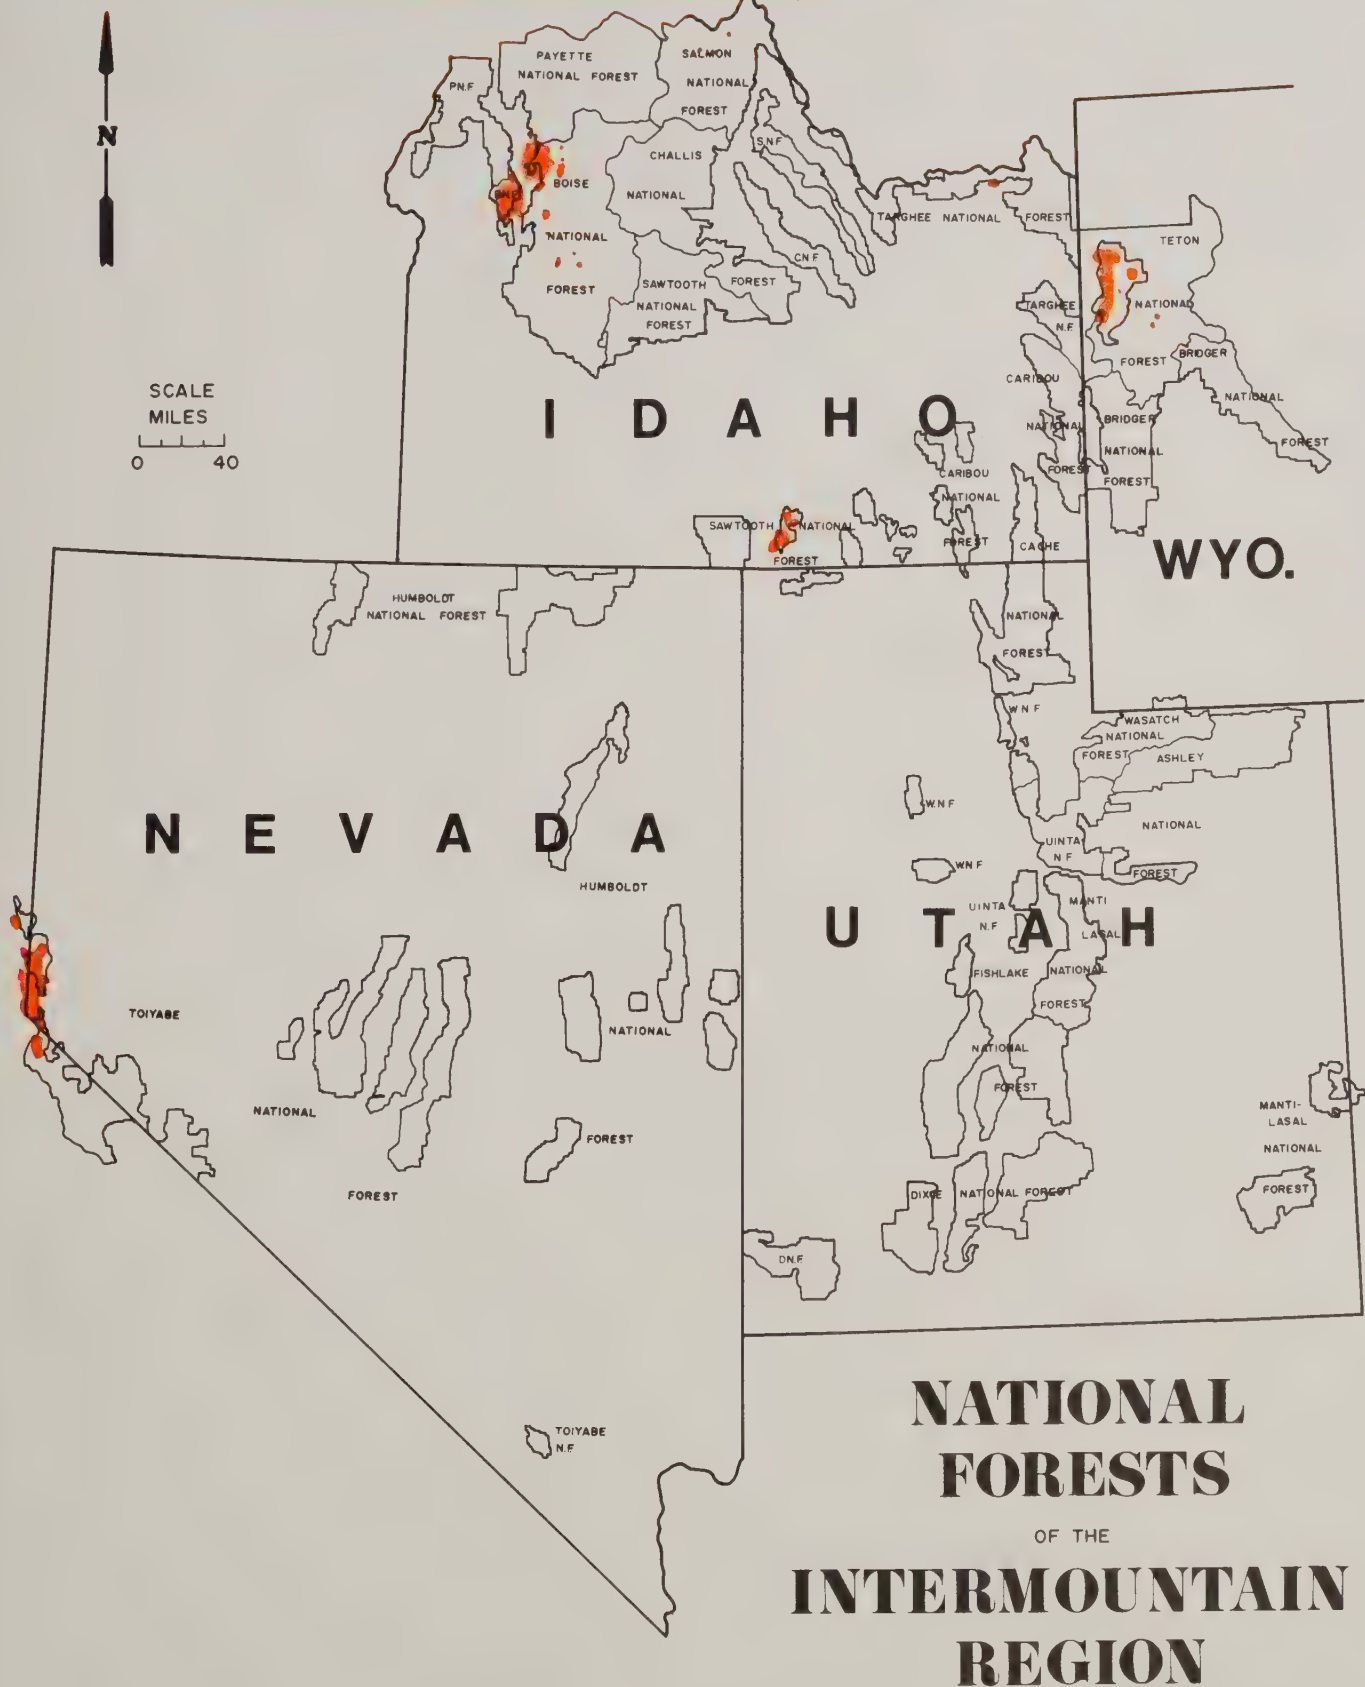 N
SCALE
MILES
0 40
P.N.F.
PAYETTE
NATIONAL FOREST
SALMON
NATIONAL
FOREST
S.N.F.
CHALLIS
NATIONAL
FOREST
C.N.F.
BOISE
NATIONAL
FOREST
SAWTOOTH
NATIONAL
FOREST
TARGHEE NATIONAL FOREST
TETON
NATIONAL
FOREST
TARGHEE
N.F.
BRIDGER
NATIONAL
FOREST
CARIBOU
NATIONAL
FOREST
BRIDGER
NATIONAL
FOREST
IDAHO
CARIBOU
NATIONAL
FOREST
SAWTOOTH NATIONAL
FOREST
CACHE
NATIONAL
FOREST
WYO.
HUMBOLDT
NATIONAL FOREST
W.N.F
WASATCH
NATIONAL
FOREST
ASHLEY
NATIONAL
FOREST
W.N.F
W.N.F
UINTA
N.F
NEVADA
HUMBOLDT
NATIONAL
FOREST
UTAH
UINTA
N.F
MANTI
LASAL
NATIONAL
FOREST
FISHLAKE
NATIONAL
FOREST
TOIYABE
NATIONAL
FOREST
MANTI-
LASAL
NATIONAL
FOREST
DIXIE NATIONAL FOREST
D.N.F.
TOIYABE
N.F.
NATIONAL
FORESTS
OF THE
INTERMOUNTAIN
REGION